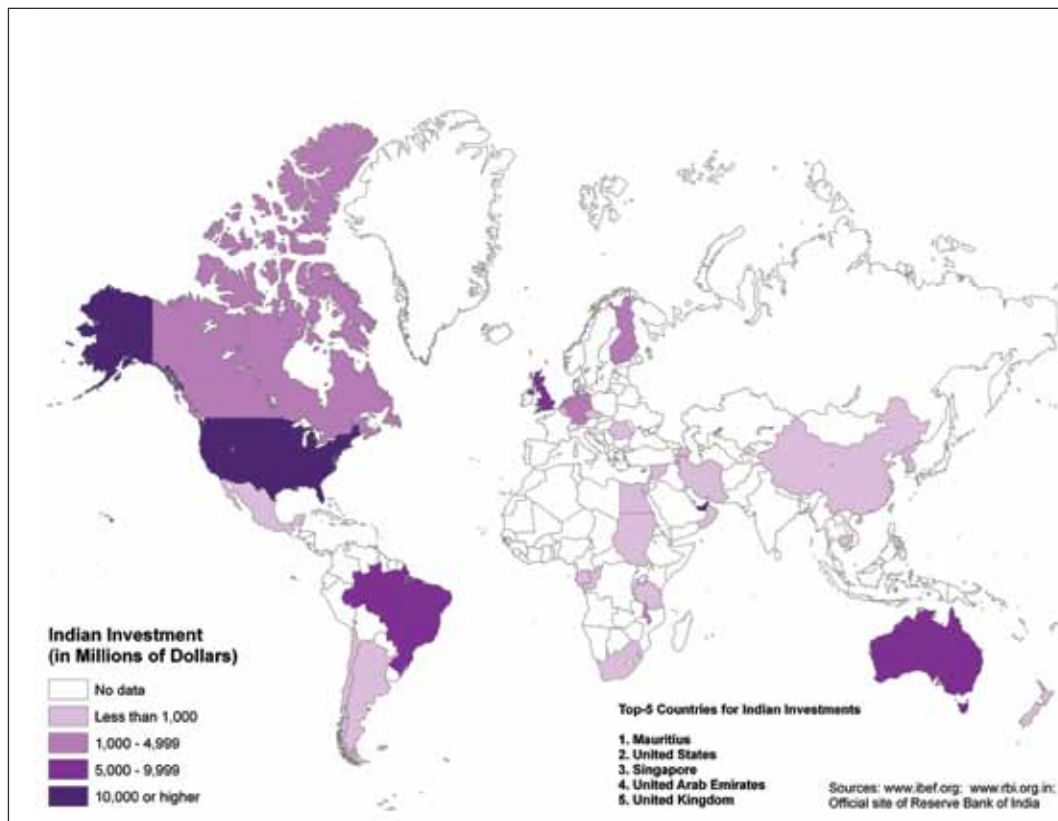 Indian Investment
(in Millions of Dollars)
No data
Less than 1,000
1,000 - 4,999
5,000 - 9,999
10,000 or higher
Top-5 Countries for Indian Investments
1. Mauritius
2. United States
3. Singapore
4. United Arab Emirates
5. United Kingdom
Sources: www.ibef.org; www.rbi.org.in;
Official site of Reserve Bank of India